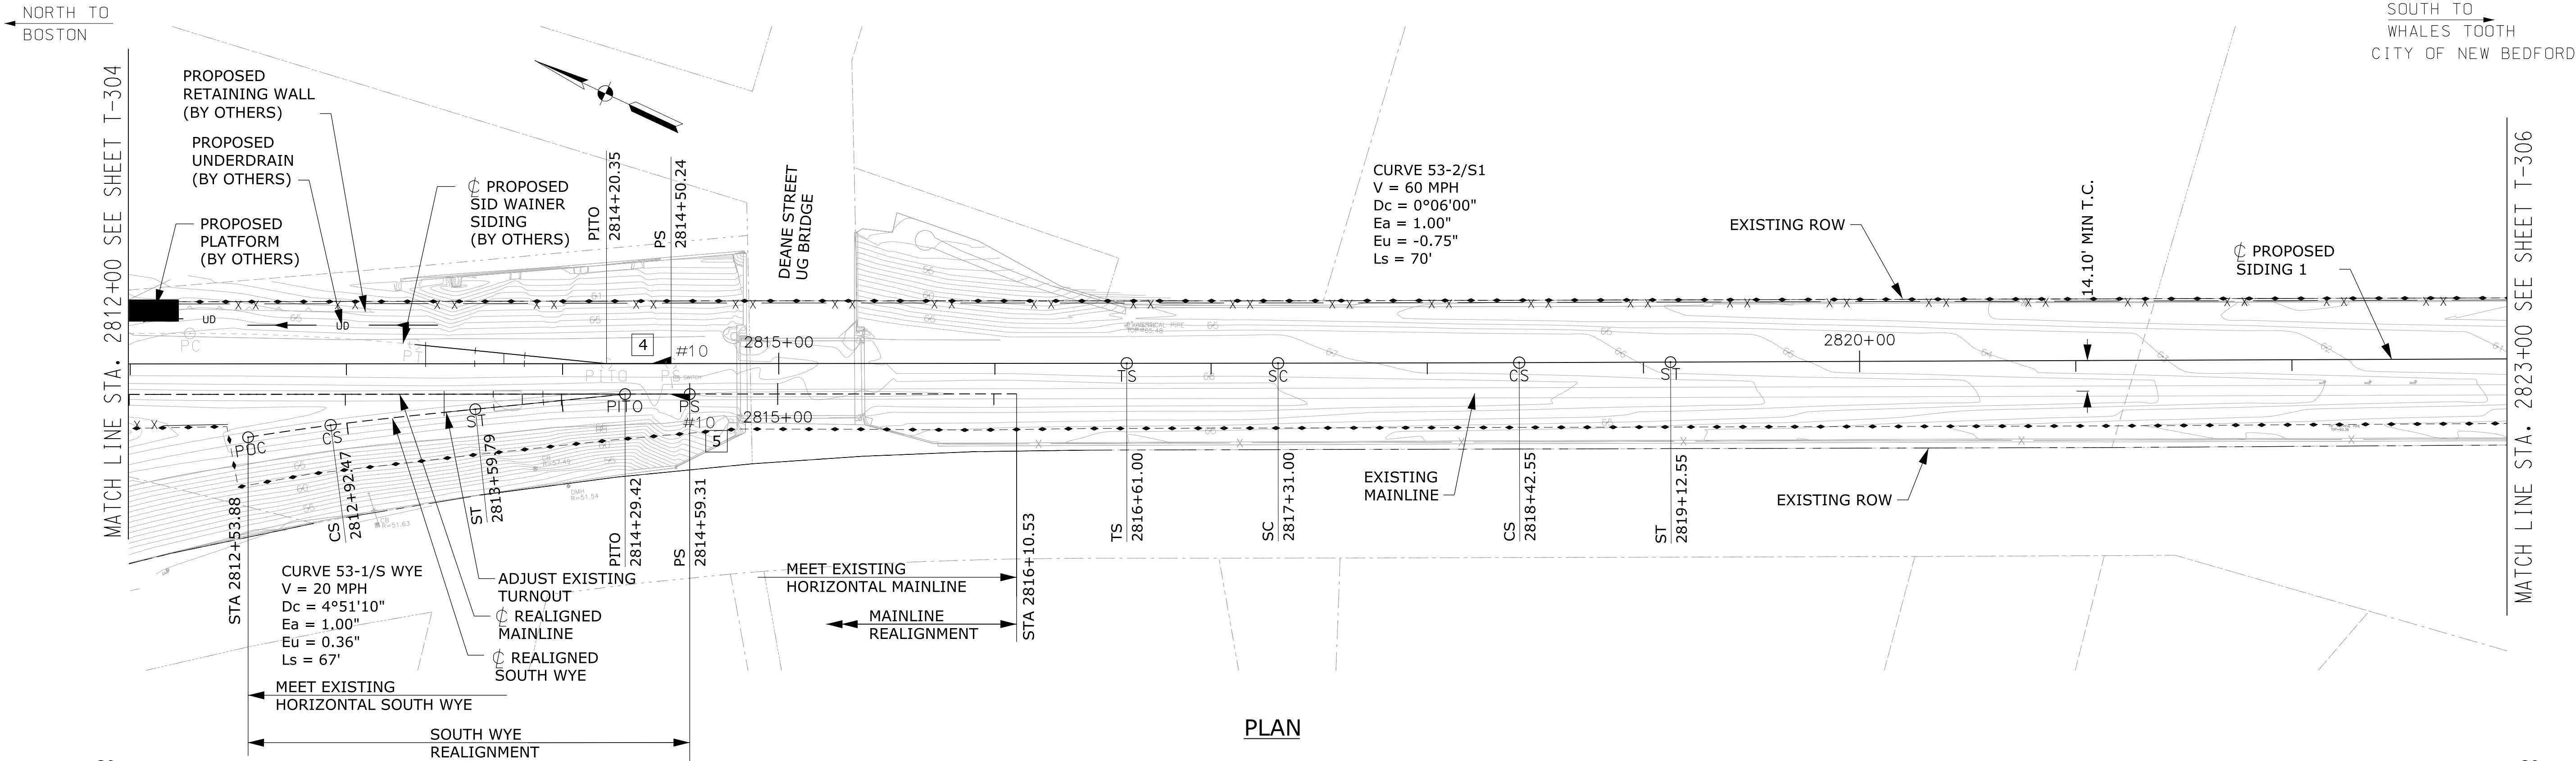 NORTH TO
BOSTON
SOUTH TO
WHALES TOOTH
CITY OF NEW BEDFORD
MATCH LINE STA. 2812+00 SEE SHEET T-304
PROPOSED
RETAINING WALL
(BY OTHERS)
PROPOSED
UNDERDRAIN
(BY OTHERS)
PROPOSED
PLATFORM
(BY OTHERS)
℄ PROPOSED
SID WAINER
SIDING
(BY OTHERS)
PITO
2814+20.35
PS
2814+50.24
DEANE STREET
UG BRIDGE
CURVE 53-2/S1
V = 60 MPH
Dc = 0°06'00"
Ea = 1.00"
Eu = -0.75"
Ls = 70'
EXISTING ROW
14.10' MIN T.C.
℄ PROPOSED
SIDING 1
MATCH LINE STA. 2823+00 SEE SHEET T-306
UD
UD
PC
PT
PITO
4
#10
PS
2815+00
2820+00
TS
SC
CS
ST
POC
CS
ST
PITO
PS
#10
5
2815+00
STA 2812+53.88
CS
2812+92.47
ST
2813+59.79
PITO
2814+29.42
PS
2814+59.31
DMH
R=51.54
CB
R=51.63
STA 2816+10.53
TS
2816+61.00
SC
2817+31.00
CS
2818+42.55
ST
2819+12.55
EXISTING
MAINLINE
EXISTING ROW
CURVE 53-1/S WYE
V = 20 MPH
Dc = 4°51'10"
Ea = 1.00"
Eu = 0.36"
Ls = 67'
ADJUST EXISTING
TURNOUT
℄ REALIGNED
MAINLINE
℄ REALIGNED
SOUTH WYE
MEET EXISTING
HORIZONTAL MAINLINE
MAINLINE
REALIGNMENT
MEET EXISTING
HORIZONTAL SOUTH WYE
SOUTH WYE
REALIGNMENT
PLAN